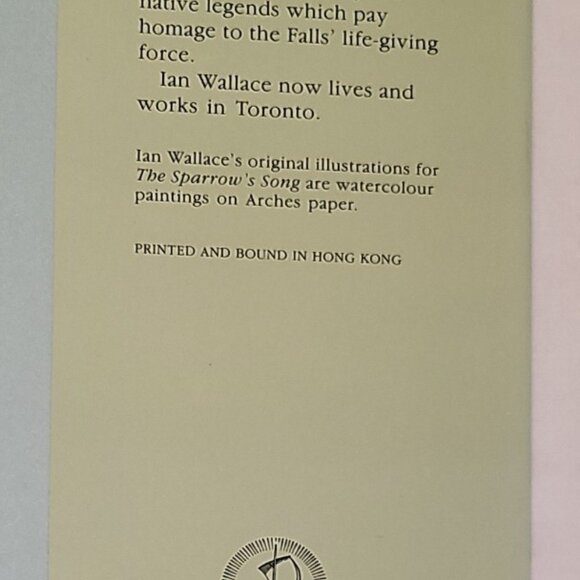 native legends which pay
homage to the Falls' life-giving
force.
Ian Wallace now lives and
works in Toronto.
Ian Wallace's original illustrations for
The Sparrow's Song are watercolour
paintings on Arches paper.
PRINTED AND BOUND IN HONG KONG